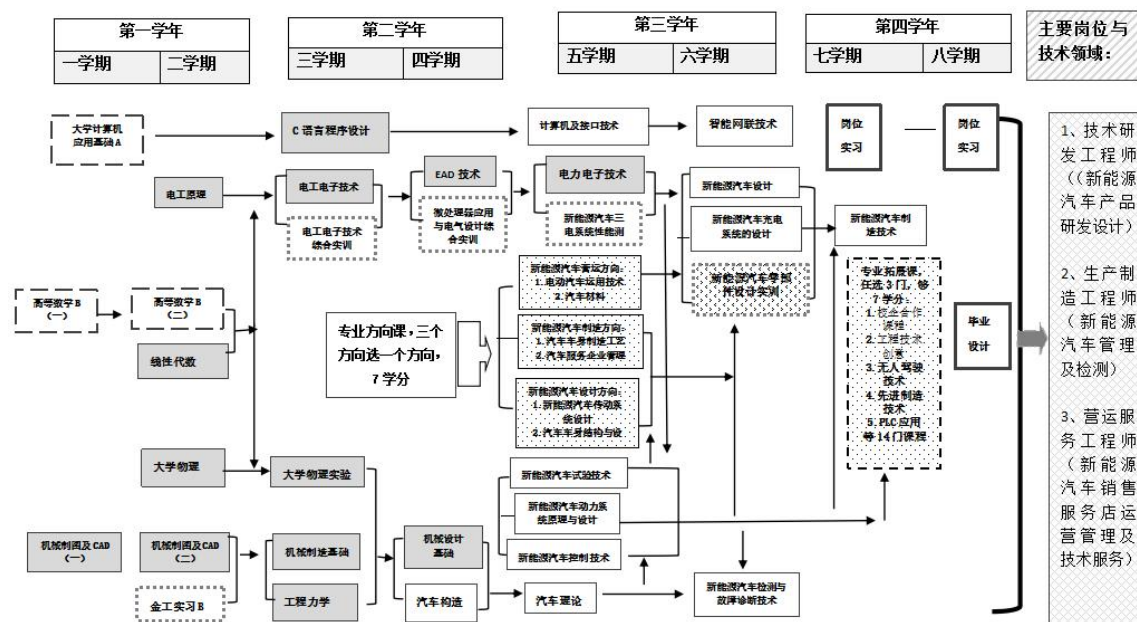 第一学年
第二学年
第三学年
第四学年
主要岗位与
技术领域：
一学期
二学期
三学期
四学期
五学期
六学期
七学期
八学期
大学计算机
应用基础A
C 语言程序设计
计算机及接口技术
智能网联技术
岗位
实习
岗位
实习
电工原理
电工电子技术
电工电子技术
综合实训
EAD 技术
微处理器应用
与电气设计综
合实训
电力电子技术
新能源汽车三
电系统性能测
新能源汽车设计
新能源汽车充电
系统的设计
新能源汽车零部
件设计实训
新能源汽车制
造技术
高等数学B
（一）
高等数学B
（二）
线性代数
专业方向课，三个
方向选一个方向，
7 学分
新能源汽车营运方向：
1. 电动汽车运用技术
2. 汽车材料
新能源汽车制造方向：
1. 汽车车身制造工艺
2. 汽车服务企业管理
新能源汽车设计方向：
1. 新能源汽车传动系
统设计
2. 汽车车身结构与设
专业拓展课，
任选 3 门，够
7 学分：
1. 校企合作
课程
2. 工程技术
创意
3. 无人驾驶
技术
4. 先进制造
技术
5. PLC 应用
等 14 门课程
毕业
设计
大学物理
大学物理实验
机械制图及CAD
（一）
机械制图及CAD
（二）
金工实习 B
机械制造基础
工程力学
机械设计
基础
汽车构造
新能源汽车试验技术
新能源汽车动力系
统原理与设计
新能源汽车控制技术
汽车理论
新能源汽车检测与
故障诊断技术
1、技术研
发工程师
（（新能源
汽车产品
研发设计）
2、生产制
造工程师
（新能源
汽车管理
及检测）
3、营运服
务工程师
（新能源
汽车销售
服务店运
营管理及
技术服务）